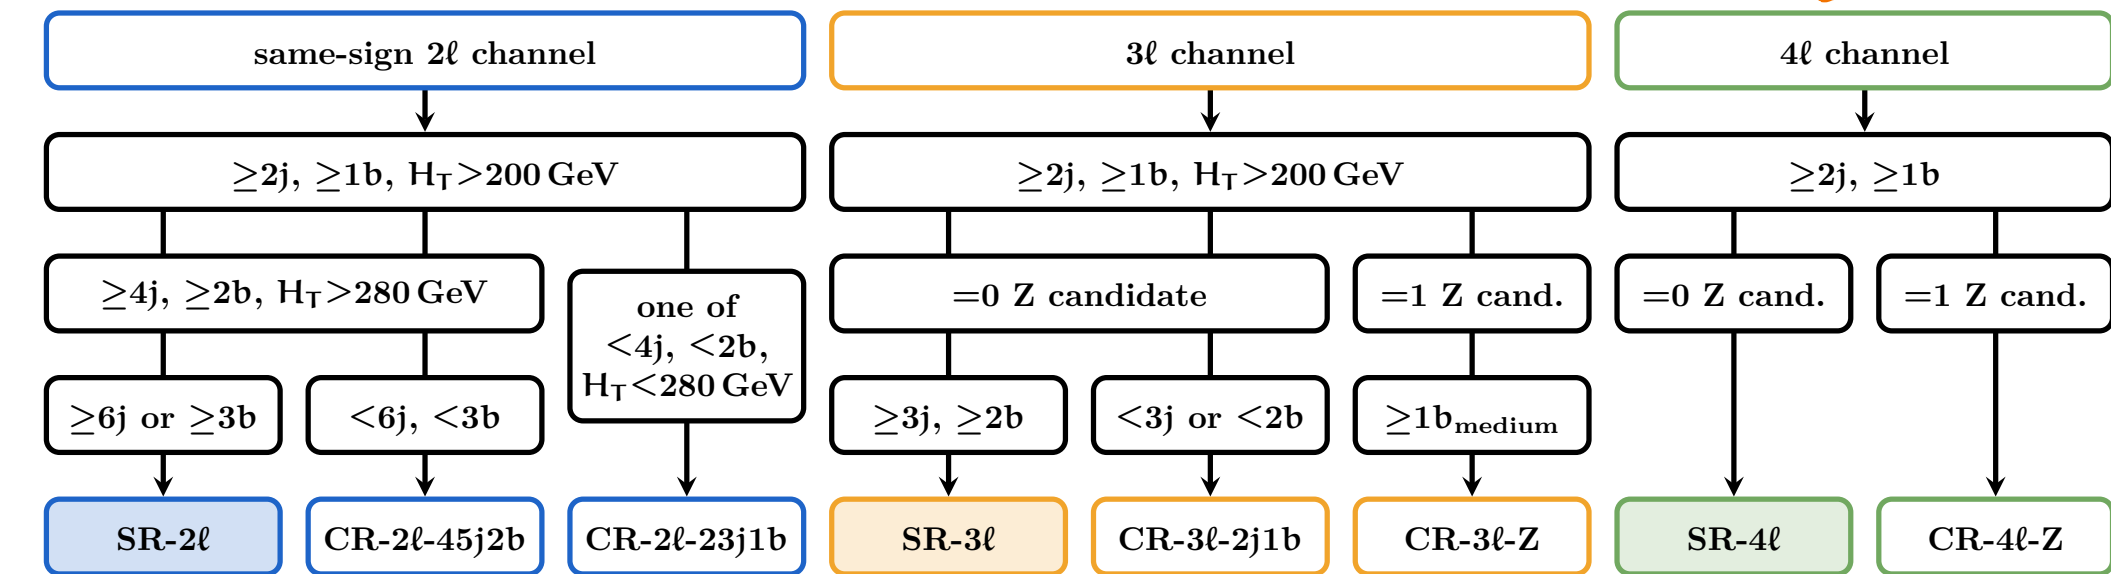 same-sign 2ℓ channel
3ℓ channel
4ℓ channel
≥2j, ≥1b, H_T>200 GeV
≥2j, ≥1b, H_T>200 GeV
≥2j, ≥1b
≥4j, ≥2b, H_T>280 GeV
one of
<4j, <2b,
H_T<280 GeV
=0 Z candidate
=1 Z cand.
=0 Z cand.
=1 Z cand.
≥6j or ≥3b
<6j, <3b
≥3j, ≥2b
<3j or <2b
≥1b_medium
SR-2ℓ
CR-2ℓ-45j2b
CR-2ℓ-23j1b
SR-3ℓ
CR-3ℓ-2j1b
CR-3ℓ-Z
SR-4ℓ
CR-4ℓ-Z